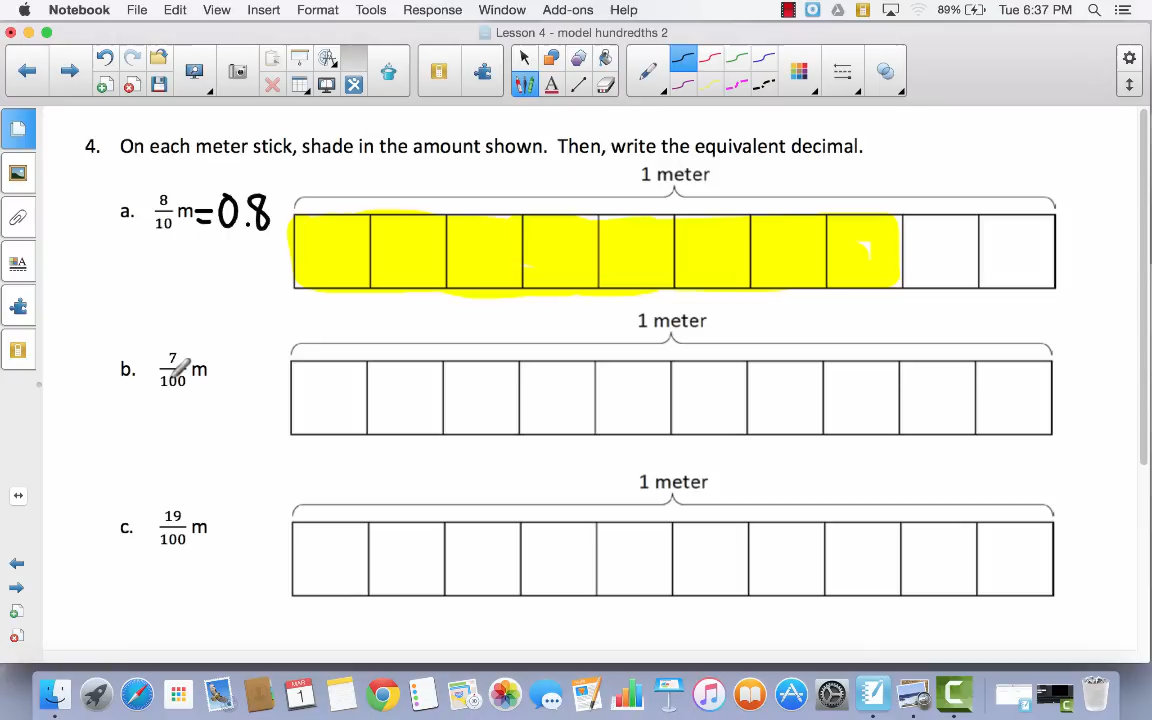 Notebook File Edit View Insert Format Tools Response Window Add-ons Help 89% Tue 6:37 PM
Lesson 4 - model hundredths 2
4. On each meter stick, shade in the amount shown. Then, write the equivalent decimal.
1 meter
a. 8/10 m = 0.8
1 meter
b. 7/100 m
1 meter
c. 19/100 m
MAR
1